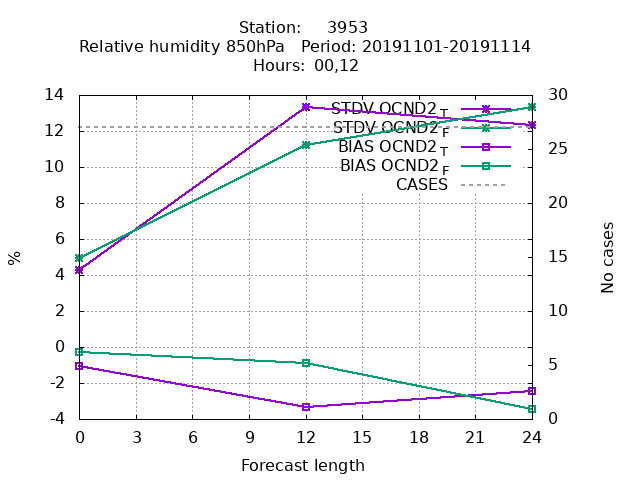 Station: 3953
Relative humidity 850hPa Period: 20191101-20191114
Hours: 00,12
14 30
STDV OCND2 T
12 STDV OCND2 F 25
BIAS OCND2 T
10 BIAS OCND2 F
CASES
8 20
6
4 15
2 10
0
-2 5
-4 0
0 3 6 9 12 15 18 21 24
%
No cases
Forecast length